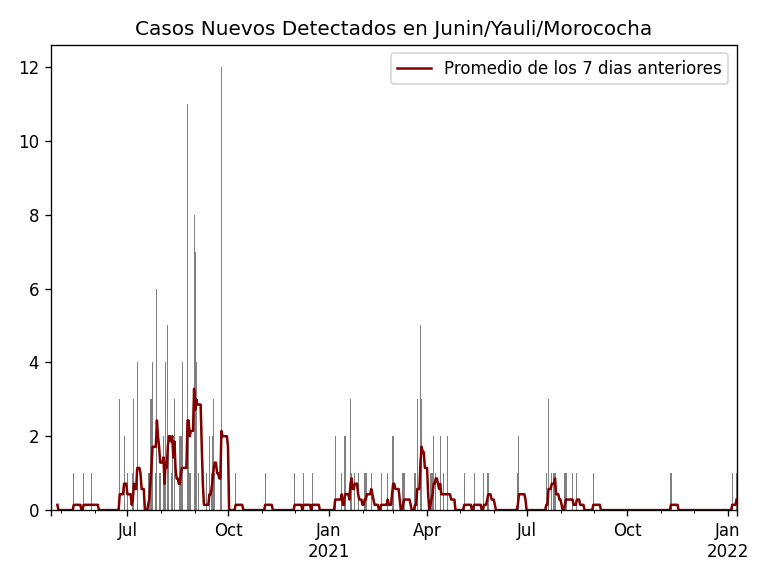 Casos Nuevos Detectados en Junin/Yauli/Morococha
Promedio de los 7 dias anteriores
12
10
8
6
4
2
0
Jul
Oct
Jan
2021
Apr
Jul
Oct
Jan
2022